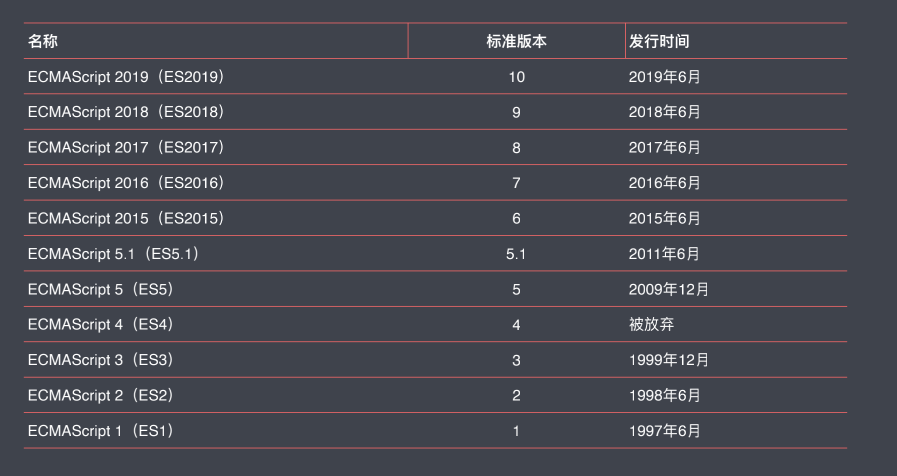 名称 标准版本 发行时间
ECMAScript 2019（ES2019） 10 2019年6月
ECMAScript 2018（ES2018） 9 2018年6月
ECMAScript 2017（ES2017） 8 2017年6月
ECMAScript 2016（ES2016） 7 2016年6月
ECMAScript 2015（ES2015） 6 2015年6月
ECMAScript 5.1（ES5.1） 5.1 2011年6月
ECMAScript 5（ES5） 5 2009年12月
ECMAScript 4（ES4） 4 被放弃
ECMAScript 3（ES3） 3 1999年12月
ECMAScript 2（ES2） 2 1998年6月
ECMAScript 1（ES1） 1 1997年6月